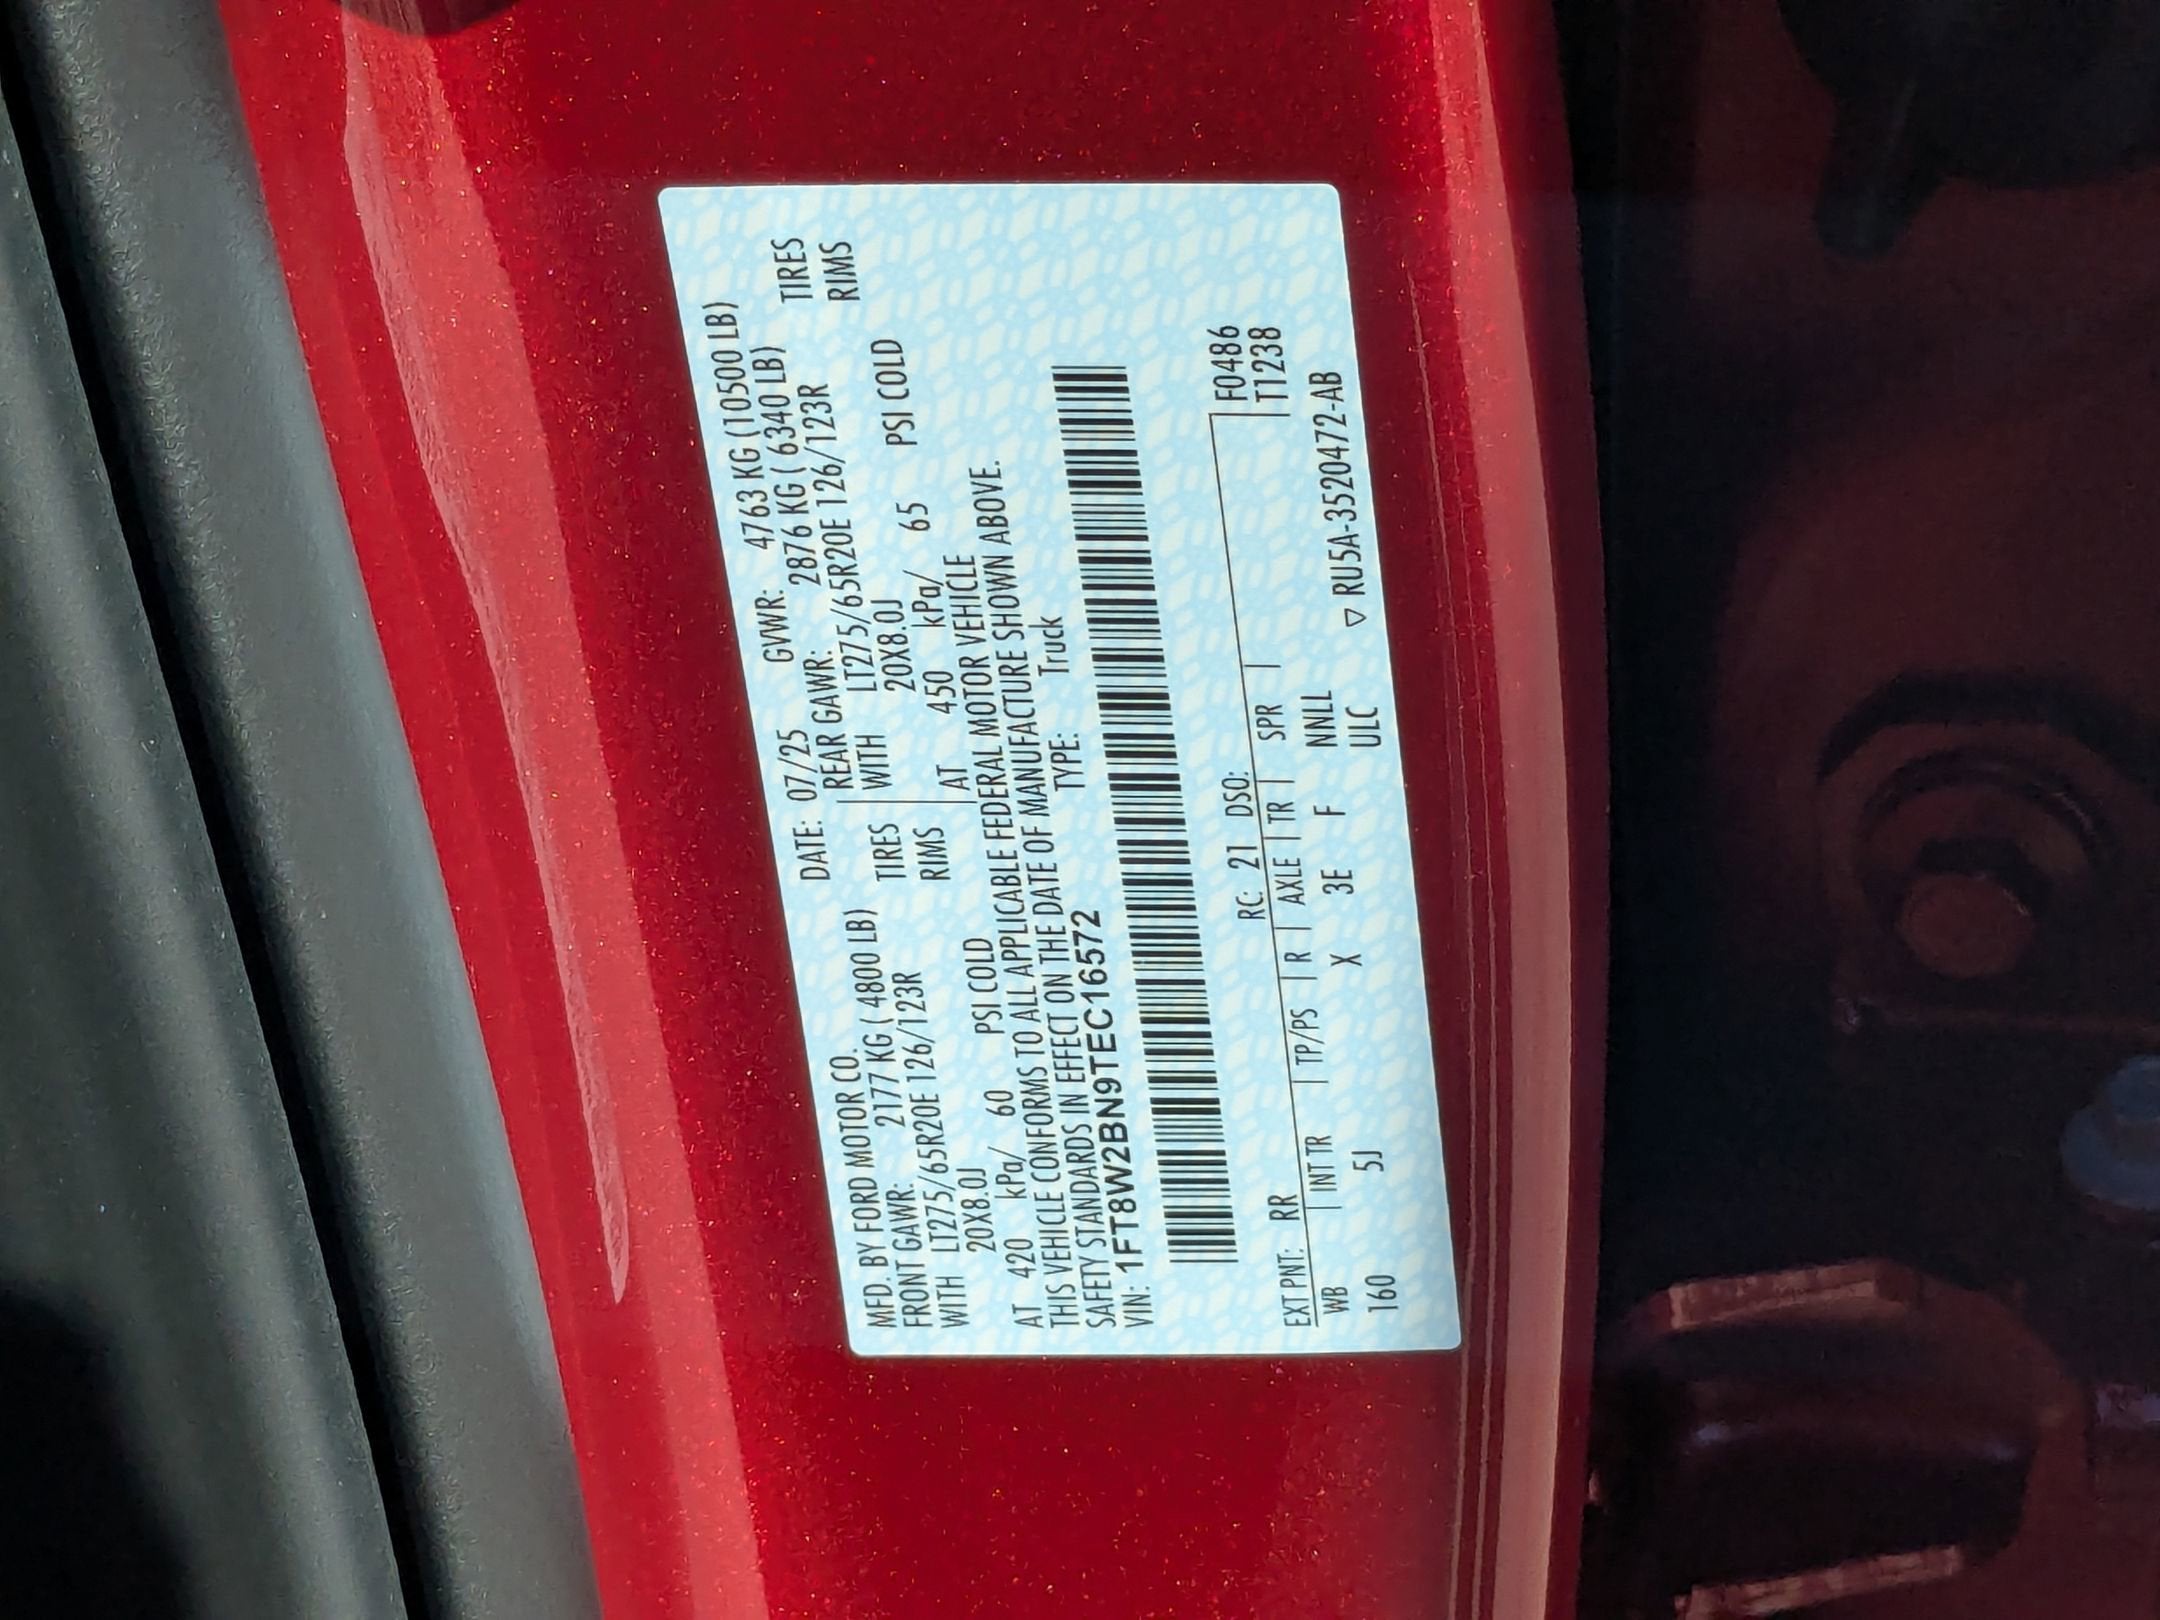 MFD. BY FORD MOTOR CO. DATE: 07/25 GVWR: 4763 KG (10500 LB)
FRONT GAWR: 2177 KG ( 4800 LB) REAR GAWR: 2876 KG ( 6340 LB)
WITH LT275/65R20E 126/123R TIRES WITH LT275/65R20E 126/123R TIRES
20X8.0J RIMS 20X8.0J RIMS
AT 420 kPa/ 60 PSI COLD AT 450 kPa/ 65 PSI COLD
THIS VEHICLE CONFORMS TO ALL APPLICABLE FEDERAL MOTOR VEHICLE
SAFETY STANDARDS IN EFFECT ON THE DATE OF MANUFACTURE SHOWN ABOVE.
VIN: 1FT8W2BN9TEC16572 TYPE: Truck
F0486
EXT PNT: RR RC: 21 DSO: T1238
WB | INT TR | TP/PS | R | AXLE | TR | SPR |
160 5J X 3E F NNLL
ULC ▽ RU5A-3520472-AB